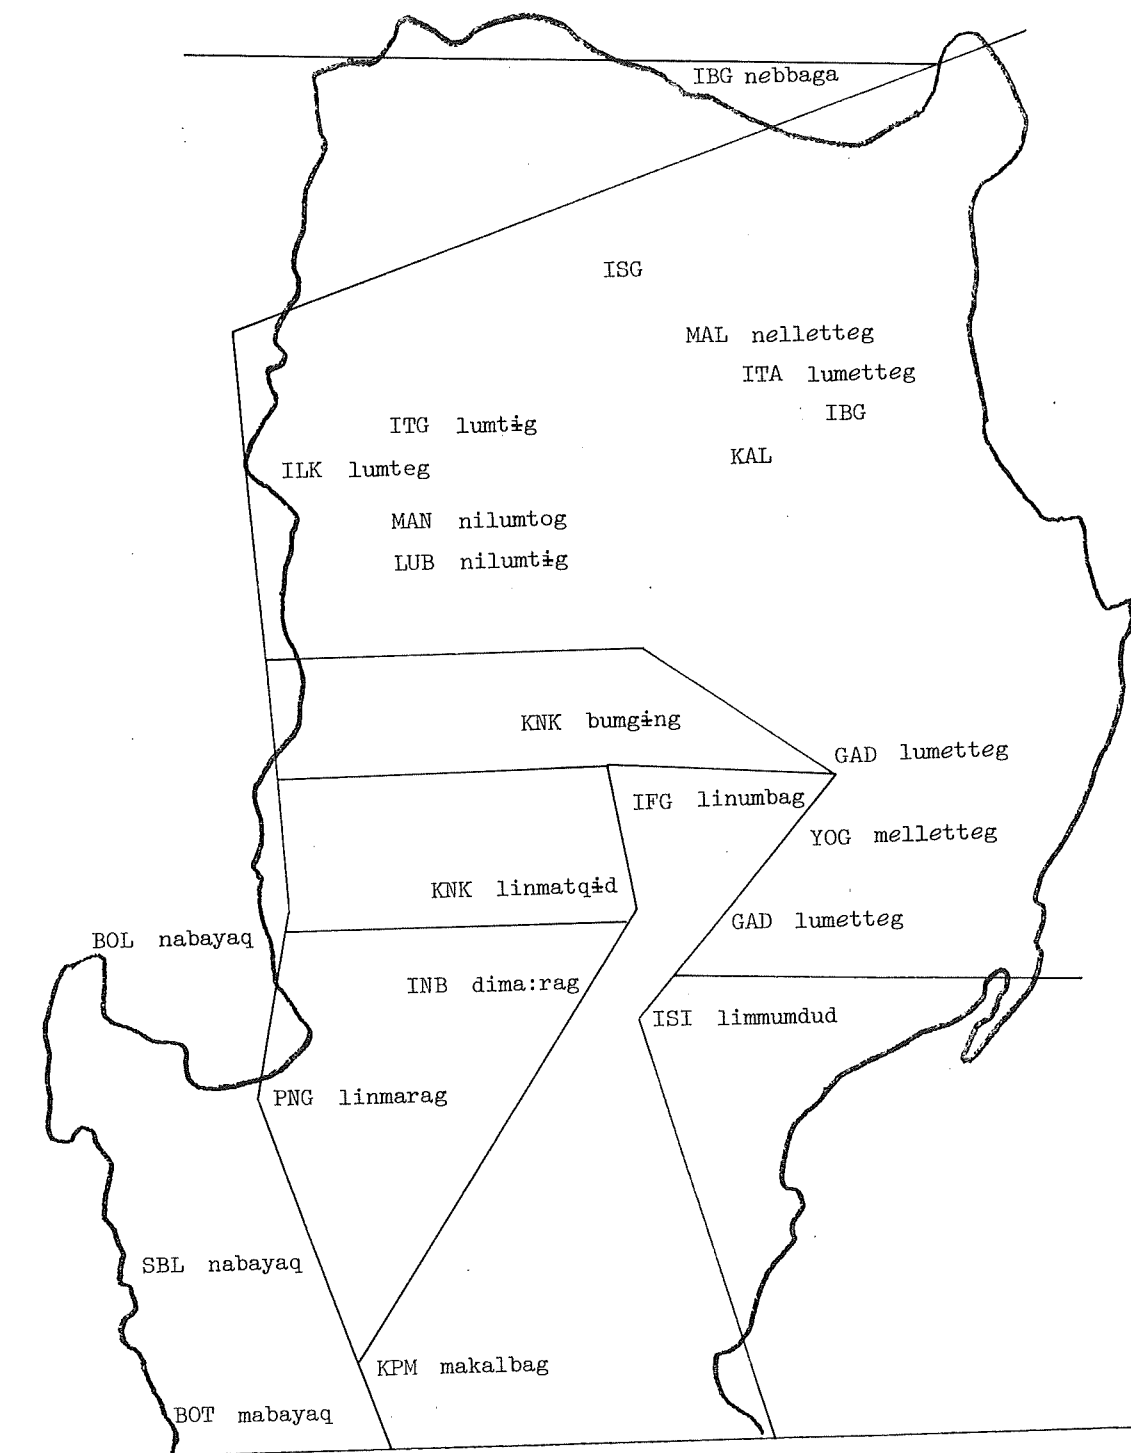 IBG nebbaga
ISG
MAL nelletteg
ITA lumetteg
IBG
ITG lumtɨg
KAL
ILK lumteg
MAN nilumtog
LUB nilumtɨg
KNK bumgɨng
GAD lumetteg
IFG linumbag
YOG melletteg
KNK linmatqɨd
GAD lumetteg
BOL nabayaq
INB dima:rag
ISI limmumdud
PNG linmarag
SBL nabayaq
KPM makalbag
BOT mabayaq